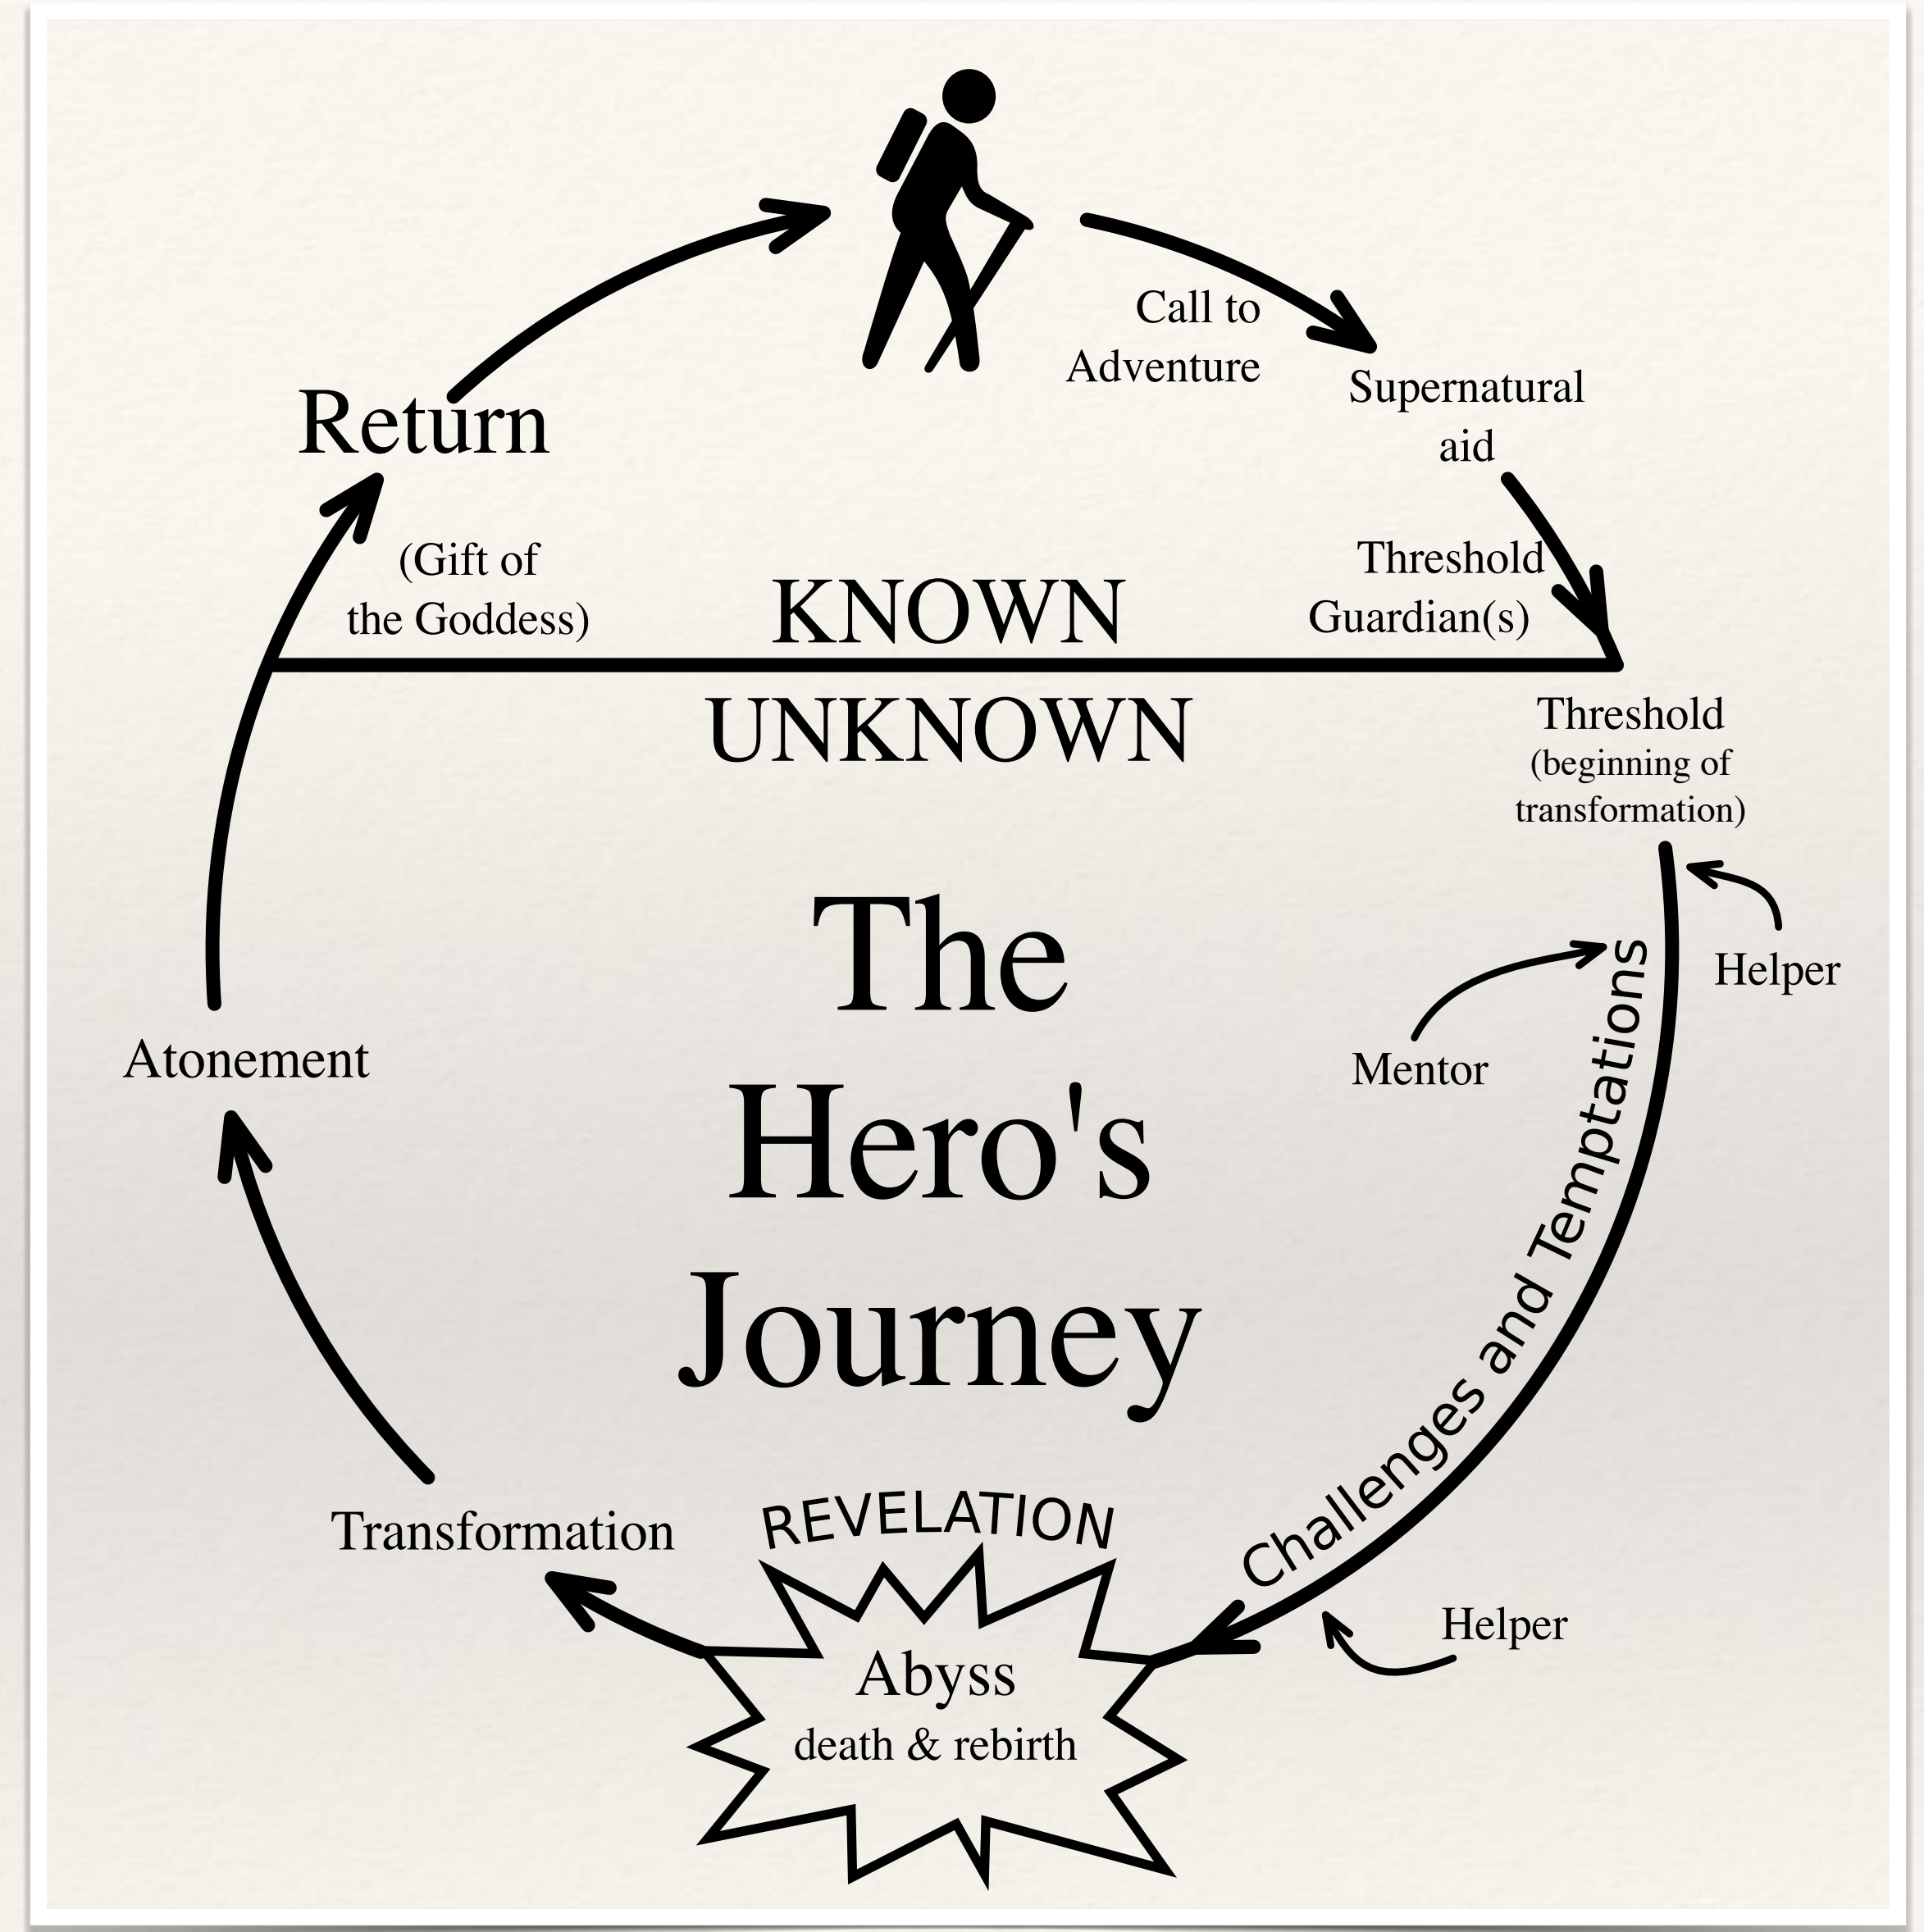 Call to
Adventure
Supernatural
aid
Return
(Gift of
the Goddess)
KNOWN
Threshold
Guardian(s)
UNKNOWN
Threshold
(beginning of
transformation)
The
Hero's
Journey
Helper
Mentor
Challenges and Temptations
Atonement
Transformation
REVELATION
Abyss
death & rebirth
Helper